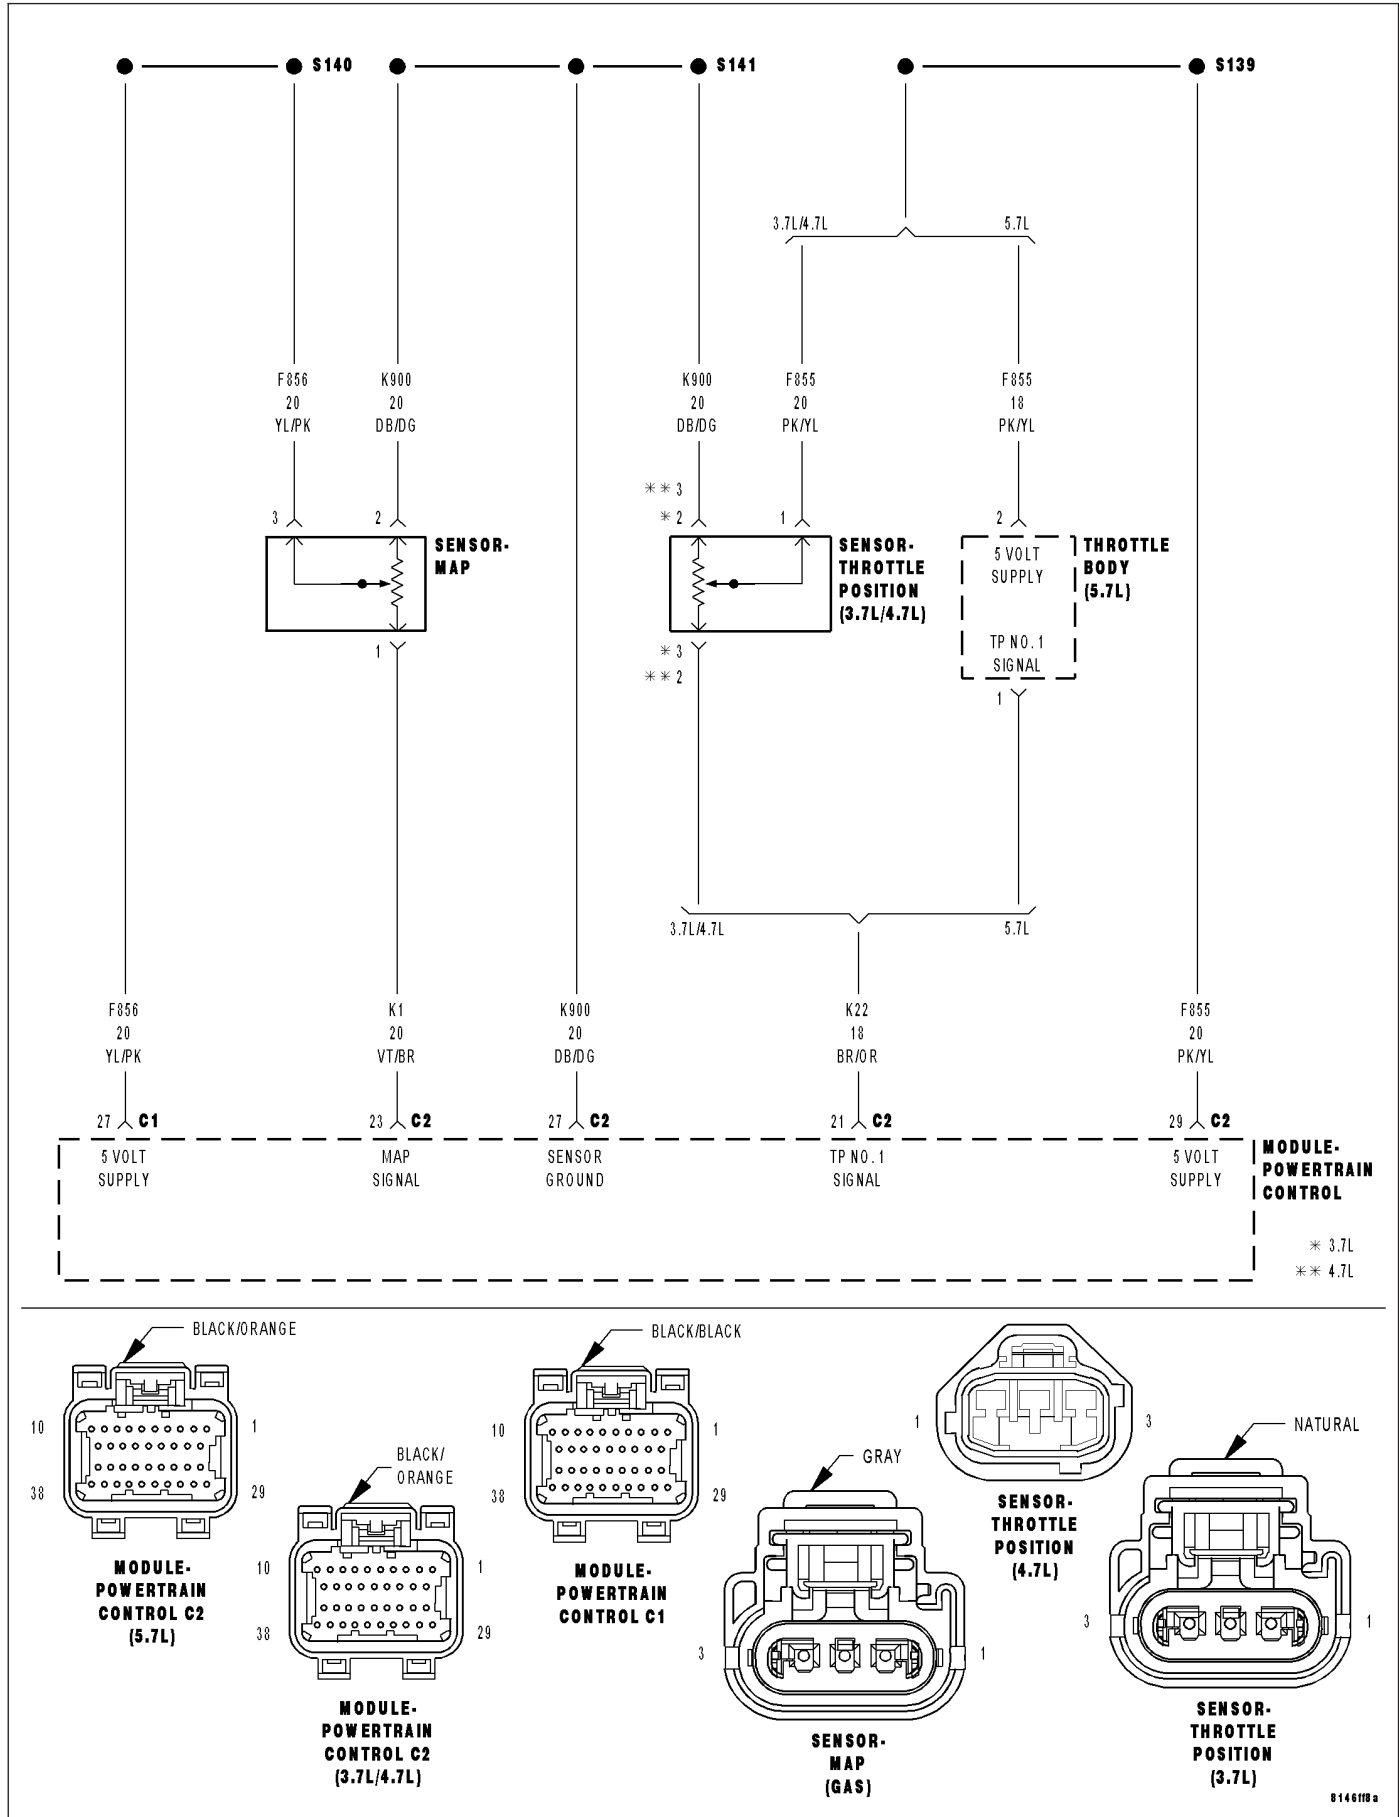 S140
S141
S139
3.7L/4.7L
5.7L
F856
20
YL/PK
K900
20
DB/DG
K900
20
DB/DG
F855
20
PK/YL
F855
18
PK/YL
** 3
* 2
3
2
1
2
SENSOR-
MAP
SENSOR-
THROTTLE
POSITION
(3.7L/4.7L)
5 VOLT
SUPPLY
TP NO. 1
SIGNAL
THROTTLE
BODY
(5.7L)
1
* 3
** 2
1
3.7L/4.7L
5.7L
F856
20
YL/PK
K1
20
VT/BR
K900
20
DB/DG
K22
18
BR/OR
F855
20
PK/YL
27 C1
23 C2
27 C2
21 C2
29 C2
5 VOLT
SUPPLY
MAP
SIGNAL
SENSOR
GROUND
TP NO. 1
SIGNAL
5 VOLT
SUPPLY
MODULE-
POWERTRAIN
CONTROL
* 3.7L
** 4.7L
BLACK/ORANGE
10
1
38
29
MODULE-
POWERTRAIN
CONTROL C2
(5.7L)
BLACK/
ORANGE
10
1
38
29
MODULE-
POWERTRAIN
CONTROL C2
(3.7L/4.7L)
BLACK/BLACK
10
1
38
29
MODULE-
POWERTRAIN
CONTROL C1
GRAY
3
1
SENSOR-
MAP
(GAS)
1
3
SENSOR-
THROTTLE
POSITION
(4.7L)
NATURAL
3
1
SENSOR-
THROTTLE
POSITION
(3.7L)
8146ff8a